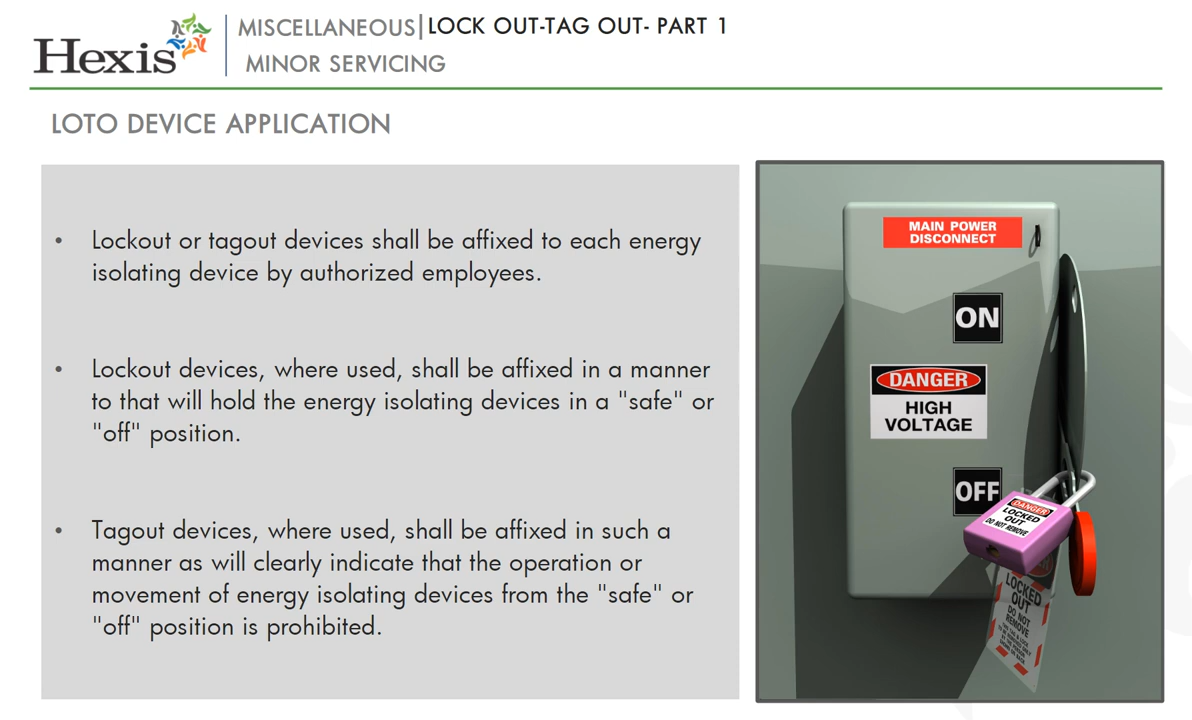 Hexis
MISCELLANEOUS|LOCK OUT-TAG OUT- PART 1
MINOR SERVICING
LOTO DEVICE APPLICATION
• Lockout or tagout devices shall be affixed to each energy
isolating device by authorized employees.
• Lockout devices, where used, shall be affixed in a manner
to that will hold the energy isolating devices in a "safe" or
"off" position.
• Tagout devices, where used, shall be affixed in such a
manner as will clearly indicate that the operation or
movement of energy isolating devices from the "safe" or
"off" position is prohibited.
MAIN POWER
DISCONNECT
ON
DANGER
HIGH
VOLTAGE
OFF
DANGER
LOCKED
OUT
DO NOT REMOVE
LOCKED
OUT
DO NOT
REMOVE